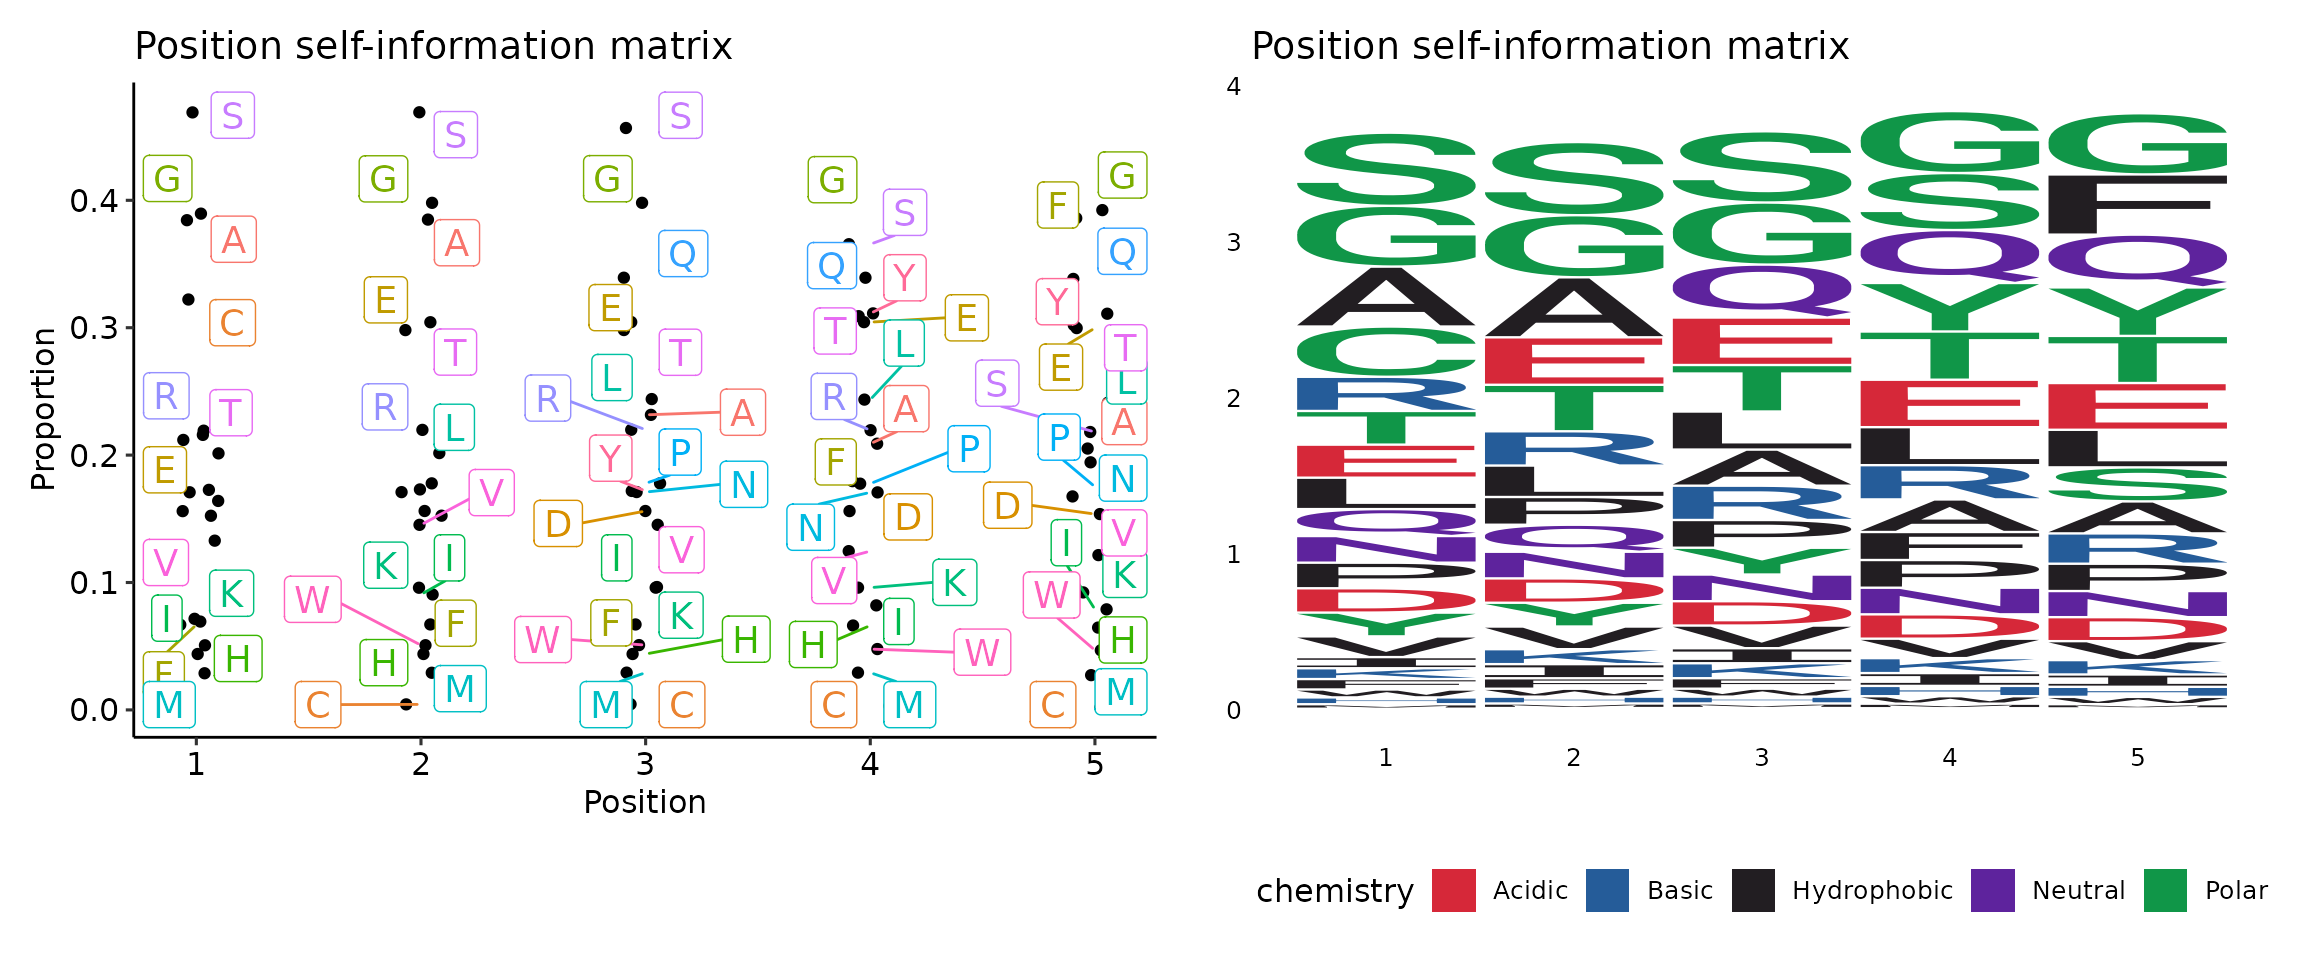 Position self-information matrix
Proportion
0.4
0.3
0.2
0.1
0.0
S
G
A
C
R
T
E
V
K
I
H
F
M
S
G
A
E
T
R
L
V
K
I
W
F
H
M
C
S
G
Q
E
T
L
R
A
Y
P
N
D
V
I
K
F
W
H
M
C
G
S
Q
Y
T
E
L
R
A
F
P
N
D
V
K
I
H
W
C
M
G
F
Q
Y
T
E
L
S
A
P
N
D
V
I
K
W
H
M
C
1 2 3 4 5
Position
Position self-information matrix
4
3
2
1
0
S S S G G
G G G S F
A A Q Q Q
C E E Y Y
R T T T T
T R L E E
E L A L L
L P R R S
Q Q P A A
N N Y F R
P D N P P
D Y D N N
Y V V D D
V K I V V
I I K K K
K F F I I
F W W H H
W H H W W
1 2 3 4 5
chemistry Acidic Basic Hydrophobic Neutral Polar